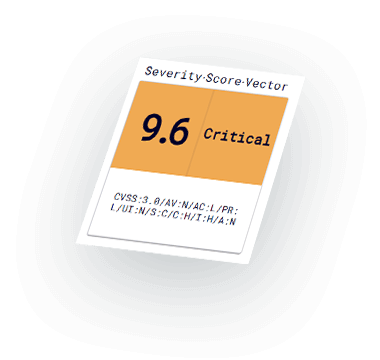 Severity·Score·Vector
9.6
Critical
CVSS:3.0/AV:N/AC:L/PR:
L/UI:N/S:C/C:H/I:H/A:N